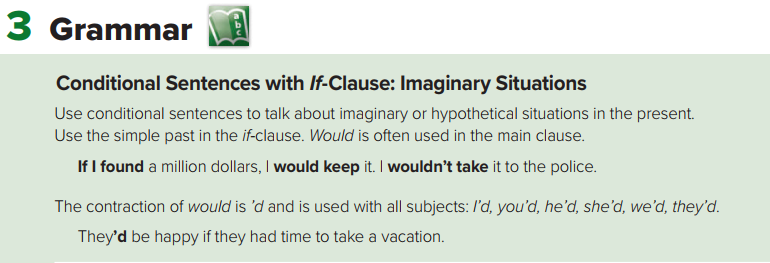 3 Grammar
abc
Conditional Sentences with If-Clause: Imaginary Situations
Use conditional sentences to talk about imaginary or hypothetical situations in the present.
Use the simple past in the if-clause. Would is often used in the main clause.
If I found a million dollars, I would keep it. I wouldn’t take it to the police.
The contraction of would is ’d and is used with all subjects: I’d, you’d, he’d, she’d, we’d, they’d.
They’d be happy if they had time to take a vacation.